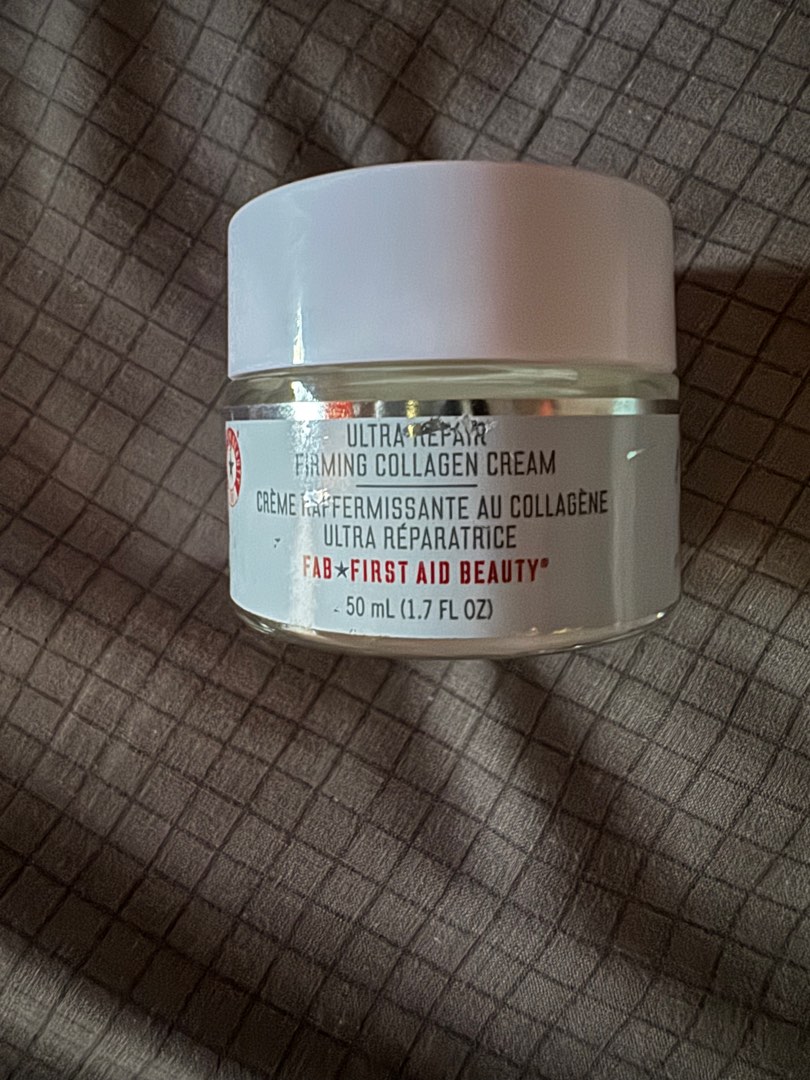 ULTRA REPAIR
FIRMING COLLAGEN CREAM
CRÈME RAFFERMISSANTE AU COLLAGÈNE
ULTRA RÉPARATRICE
FAB★FIRST AID BEAUTY®
50 mL (1.7 FL OZ)